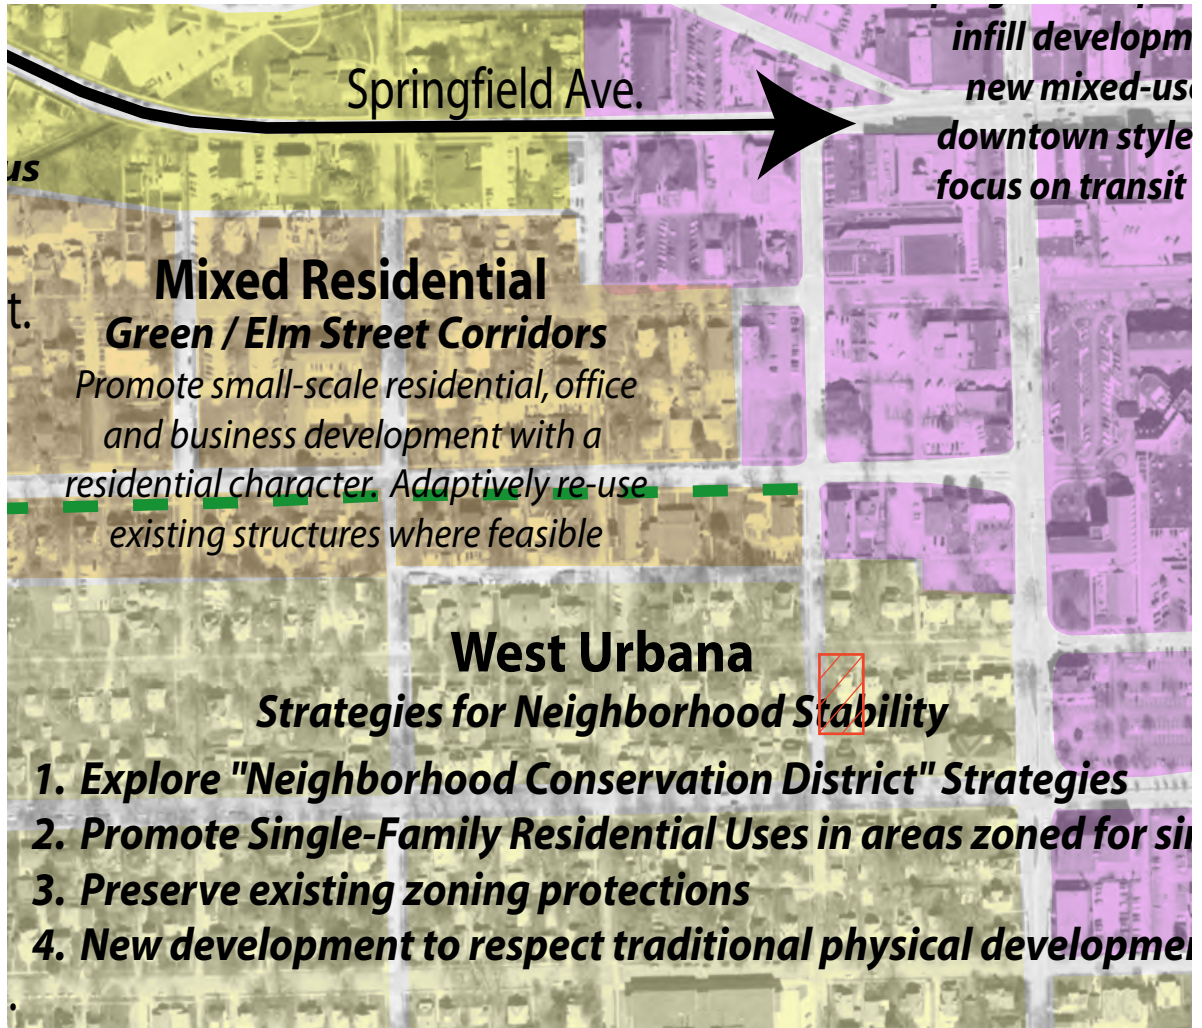 infill developm
new mixed-use
downtown style
focus on transit
Springfield Ave.
us
t.
Mixed Residential
Green / Elm Street Corridors
Promote small-scale residential, office
and business development with a
residential character. Adaptively re-use
existing structures where feasible
West Urbana
Strategies for Neighborhood Stability
1. Explore "Neighborhood Conservation District" Strategies
2. Promote Single-Family Residential Uses in areas zoned for sin
3. Preserve existing zoning protections
4. New development to respect traditional physical developmen